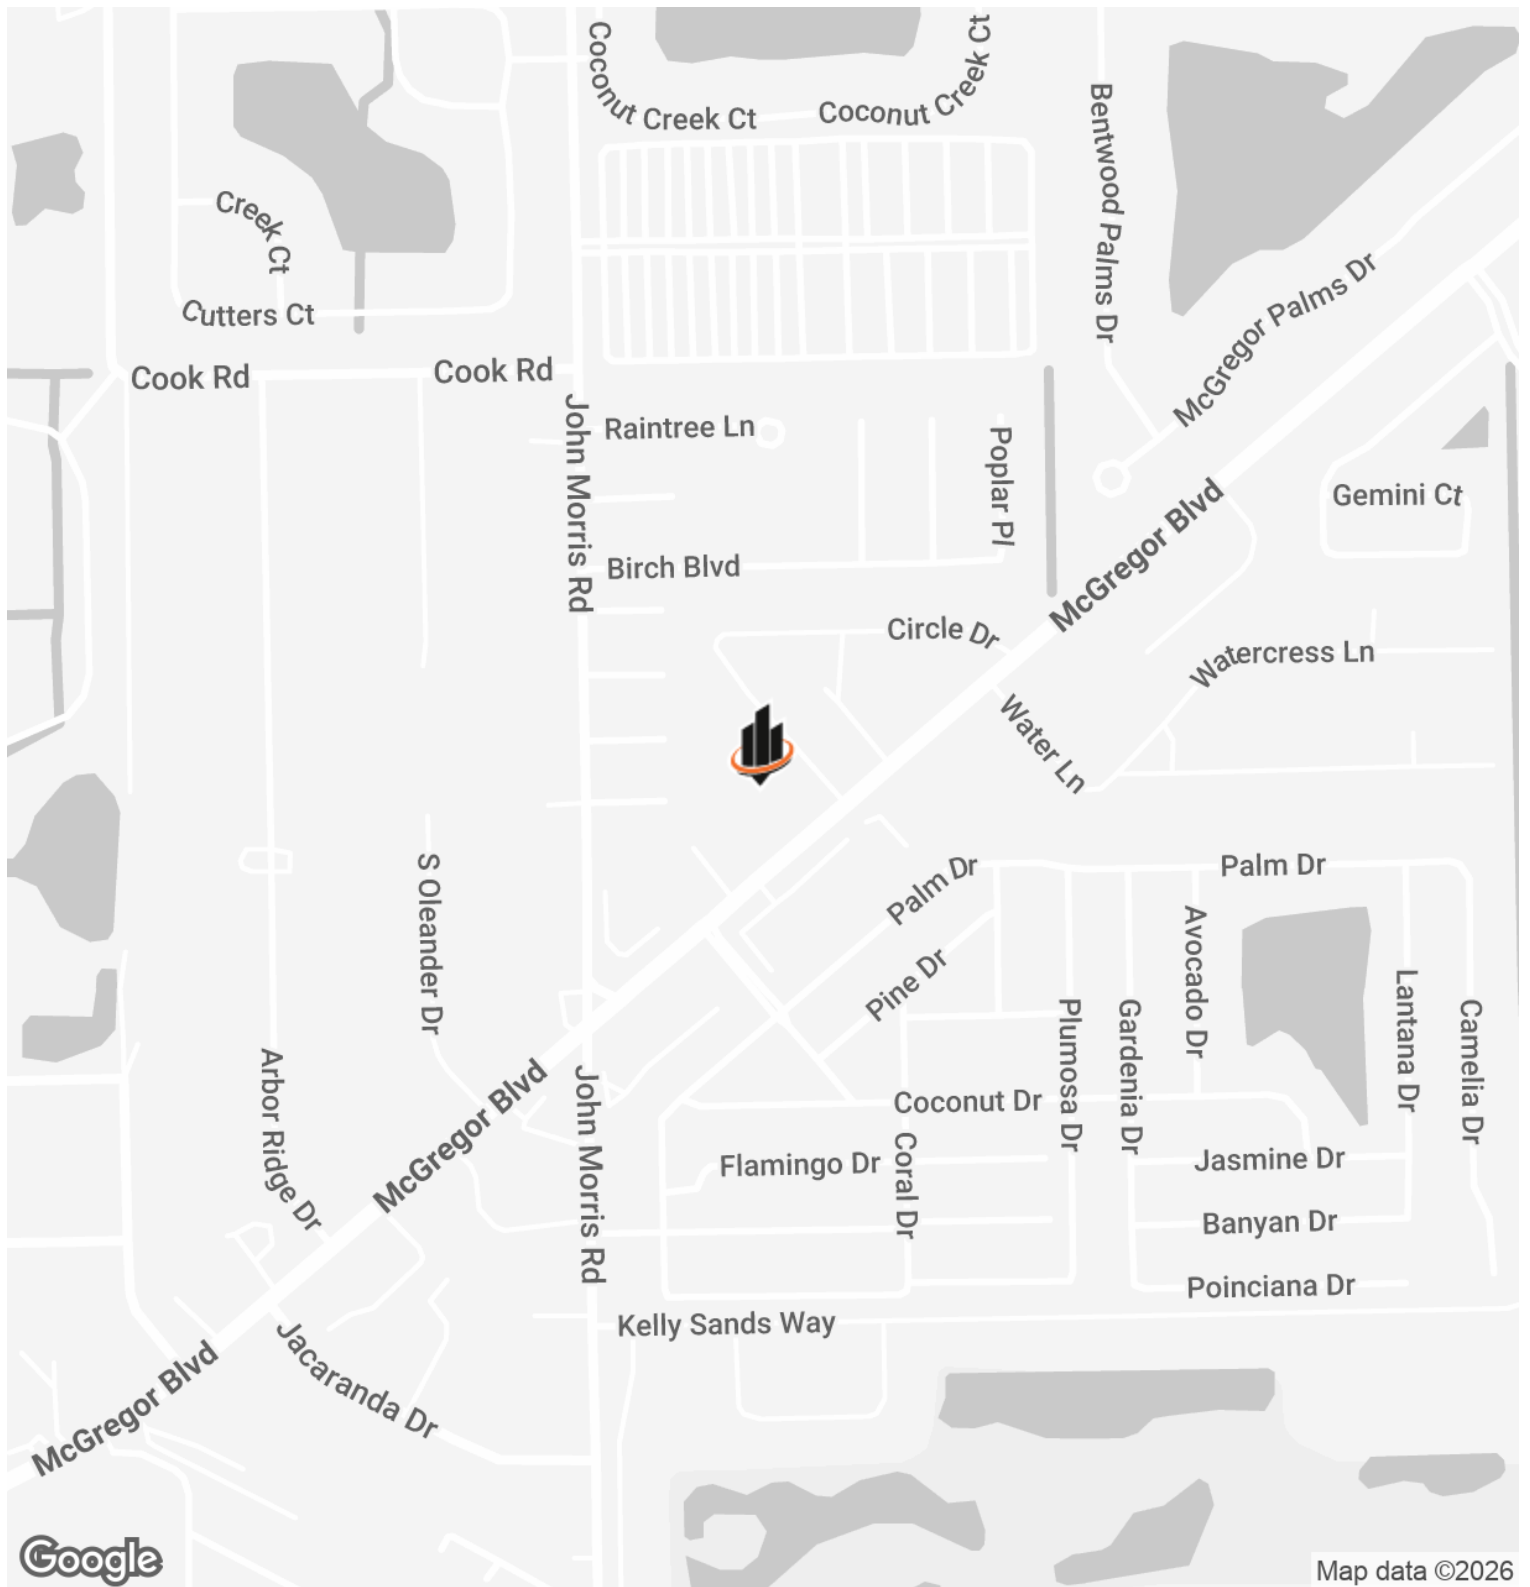 Coconut Creek Ct
Coconut Creek Ct
Bentwood Palms Dr
Creek Ct
Cutters Ct
McGregor Palms Dr
Cook Rd
Cook Rd
John Morris Rd
Raintree Ln
Poplar Pl
Gemini Ct
McGregor Blvd
Birch Blvd
Circle Dr
Watercress Ln
Water Ln
S Oleander Dr
Palm Dr
Palm Dr
Avocado Dr
Pine Dr
Lantana Dr
Camelia Dr
Plumosa Dr
Gardenia Dr
Arbor Ridge Dr
McGregor Blvd
John Morris Rd
Coconut Dr
Flamingo Dr
Coral Dr
Jasmine Dr
Banyan Dr
Poinciana Dr
Kelly Sands Way
Jacaranda Dr
McGregor Blvd
Google
Map data ©2026